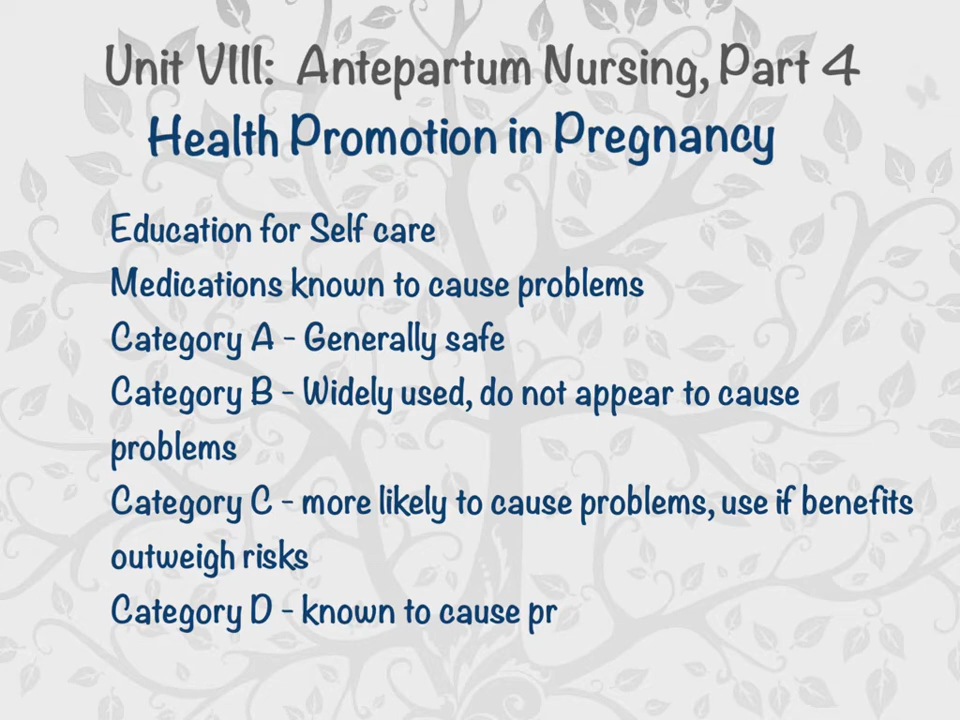 Unit VIII: Antepartum Nursing, Part 4
Health Promotion in Pregnancy
Education for Self care
Medications known to cause problems
Category A - Generally safe
Category B - Widely used, do not appear to cause
problems
Category C - more likely to cause problems, use if benefits
outweigh risks
Category D - known to cause pr